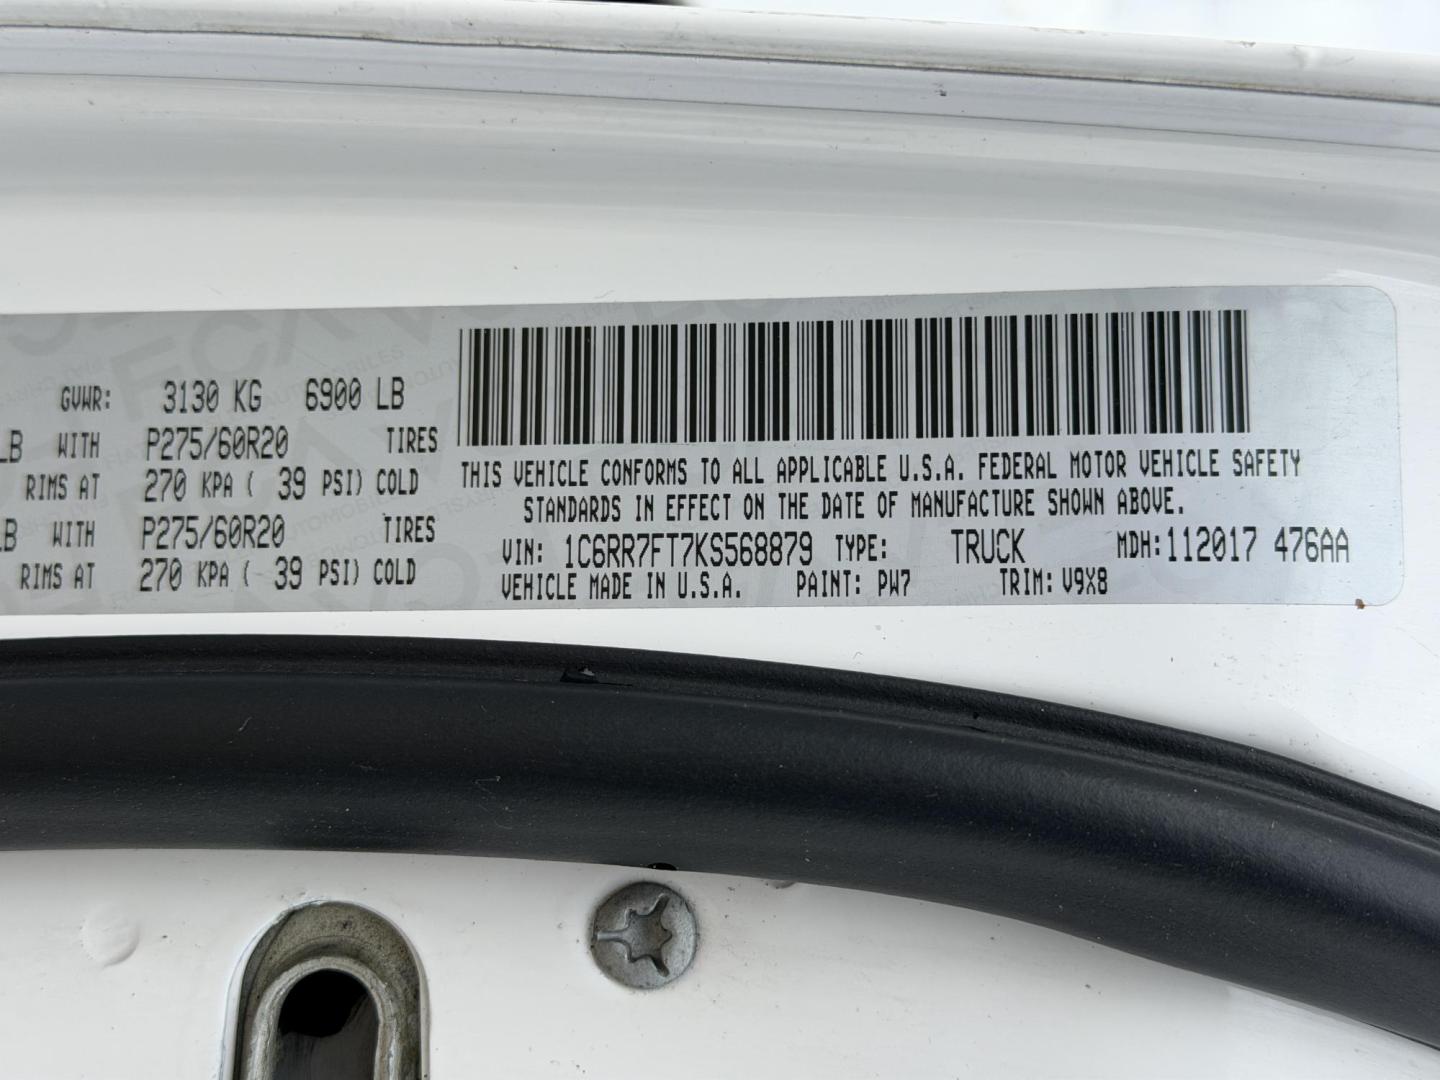 GVWR: 3130 KG 6900 LB
LB WITH P275/60R20 TIRES
RIMS AT 270 KPA ( 39 PSI) COLD
LB WITH P275/60R20 TIRES
RIMS AT 270 KPA ( 39 PSI) COLD
THIS VEHICLE CONFORMS TO ALL APPLICABLE U.S.A. FEDERAL MOTOR VEHICLE SAFETY
STANDARDS IN EFFECT ON THE DATE OF MANUFACTURE SHOWN ABOVE.
VIN: 1C6RR7FT7KS568879 TYPE: TRUCK MDH:112017 476AA
VEHICLE MADE IN U.S.A. PAINT: PW7 TRIM: V9X8